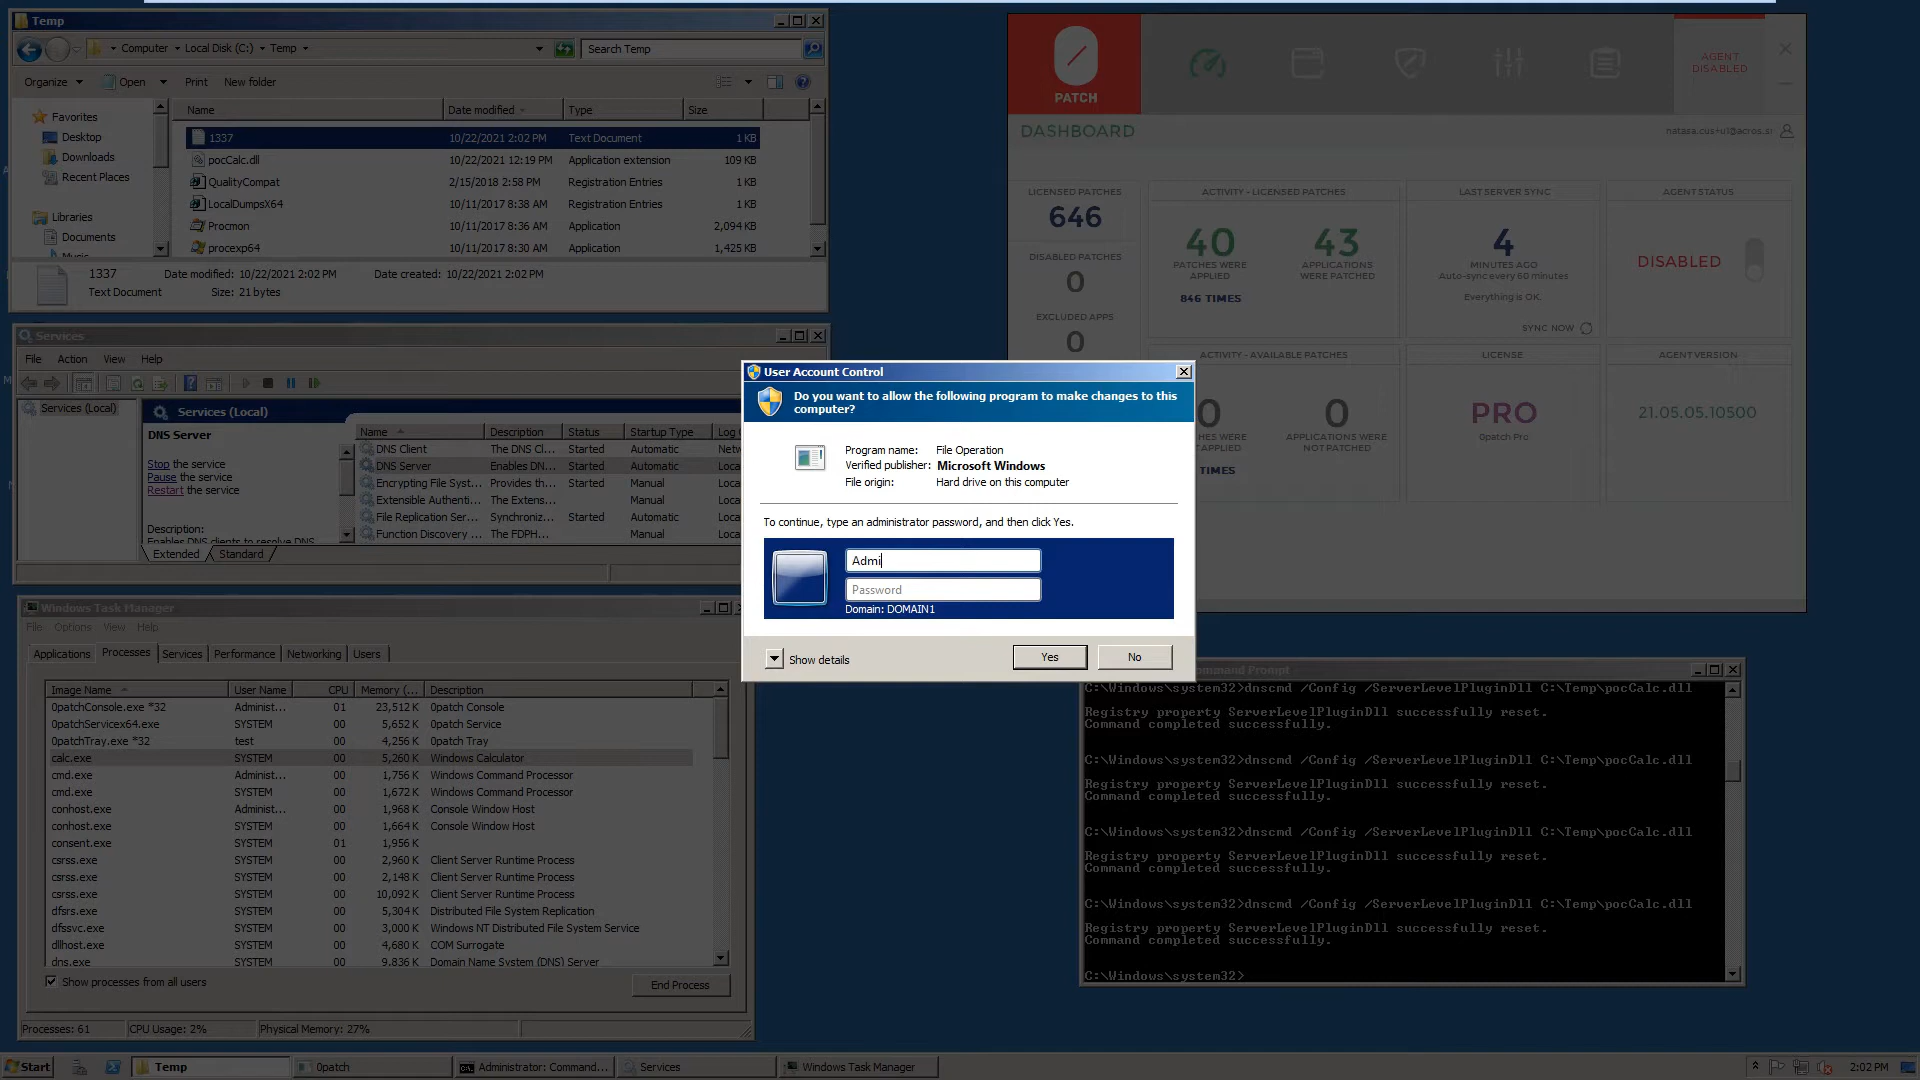 Temp
Computer Local Disk (C:) Temp
Search Temp
Organize Open Print New folder
Favorites
Desktop
Downloads
Recent Places
Libraries
Documents
Name Date modified Type Size
1337 10/22/2021 2:02 PM Text Document 1 KB
pocCalc.dll 10/22/2021 12:19 PM Application extension 109 KB
QualityCompat 2/15/2018 2:58 PM Registration Entries 1 KB
LocalDumpsX64 10/11/2017 8:38 AM Registration Entries 1 KB
Procmon 10/11/2017 8:36 AM Application 2,094 KB
procexp64 10/11/2017 8:30 AM Application 1,425 KB
1337 Date modified: 10/22/2021 2:02 PM Date created: 10/22/2021 2:02 PM
Text Document Size: 21 bytes
PATCH
AGENT
DISABLED
DASHBOARD
LICENSED PATCHES
646
DISABLED PATCHES
0
EXCLUDED APPS
0
ACTIVITY - LICENSED PATCHES
40 43
PATCHES WERE APPLIED
APPLICATIONS WERE PATCHED
846 TIMES
LAST SERVER SYNC
4
MINUTES AGO
Auto-sync every 60 minutes
Everything is OK.
SYNC NOW
AGENT STATUS
DISABLED
ACTIVITY - AVAILABLE PATCHES
0 0
APPLICATIONS WERE
NOT PATCHED
TIMES
LICENSE
PRO
0patch Pro
AGENT VERSION
21.05.05.10500
Services
File Action View Help
Services (Local)
Services (Local)
DNS Server
Stop the service
Pause the service
Restart the service
Description:
Enables DNS clients to resolve DNS
Name Description Status Startup Type Log
DNS Client The DNS Cl... Started Automatic Netw
DNS Server Enables DN... Started Automatic Loca
Encrypting File Syst... Provides th... Started Manual Loca
Extensible Authenti... The Extens... Manual Loca
File Replication Ser... Synchroniz... Started Automatic Loca
Function Discovery ... The FDPH... Manual Loca
Extended Standard
User Account Control
Do you want to allow the following program to make changes to this
computer?
Program name: File Operation
Verified publisher: Microsoft Windows
File origin: Hard drive on this computer
To continue, type an administrator password, and then click Yes.
Admi
Password
Domain: DOMAIN1
Show details Yes No
Windows Task Manager
File Options View Help
Applications Processes Services Performance Networking Users
Image Name User Name CPU Memory (... Description
0patchConsole.exe *32 Administ... 01 23,512 K 0patch Console
0patchServicex64.exe SYSTEM 00 5,652 K 0patch Service
0patchTray.exe *32 test 00 4,256 K 0patch Tray
calc.exe SYSTEM 00 5,260 K Windows Calculator
cmd.exe Administ... 00 1,756 K Windows Command Processor
cmd.exe SYSTEM 00 1,672 K Windows Command Processor
conhost.exe Administ... 00 1,968 K Console Window Host
conhost.exe SYSTEM 00 1,664 K Console Window Host
consent.exe SYSTEM 01 1,956 K
csrss.exe SYSTEM 00 2,960 K Client Server Runtime Process
csrss.exe SYSTEM 00 2,148 K Client Server Runtime Process
csrss.exe SYSTEM 00 10,092 K Client Server Runtime Process
dfsrs.exe SYSTEM 00 5,304 K Distributed File System Replication
dfssvc.exe SYSTEM 00 3,000 K Windows NT Distributed File System Service
dllhost.exe SYSTEM 00 4,680 K COM Surrogate
dns.exe SYSTEM 00 9,836 K Domain Name System (DNS) Server
Show processes from all users End Process
Processes: 61 CPU Usage: 2% Physical Memory: 27%
Prompt
C:\Windows\system32>dnscmd /Config /ServerLevelPluginDll C:\Temp\pocCalc.dll
Registry property ServerLevelPluginDll successfully reset.
Command completed successfully.
C:\Windows\system32>dnscmd /Config /ServerLevelPluginDll C:\Temp\pocCalc.dll
Registry property ServerLevelPluginDll successfully reset.
Command completed successfully.
C:\Windows\system32>dnscmd /Config /ServerLevelPluginDll C:\Temp\pocCalc.dll
Registry property ServerLevelPluginDll successfully reset.
Command completed successfully.
C:\Windows\system32>dnscmd /Config /ServerLevelPluginDll C:\Temp\pocCalc.dll
Registry property ServerLevelPluginDll successfully reset.
Command completed successfully.
C:\Windows\system32>
Start Temp 0patch Administrator: Command... Services Windows Task Manager 2:02 PM